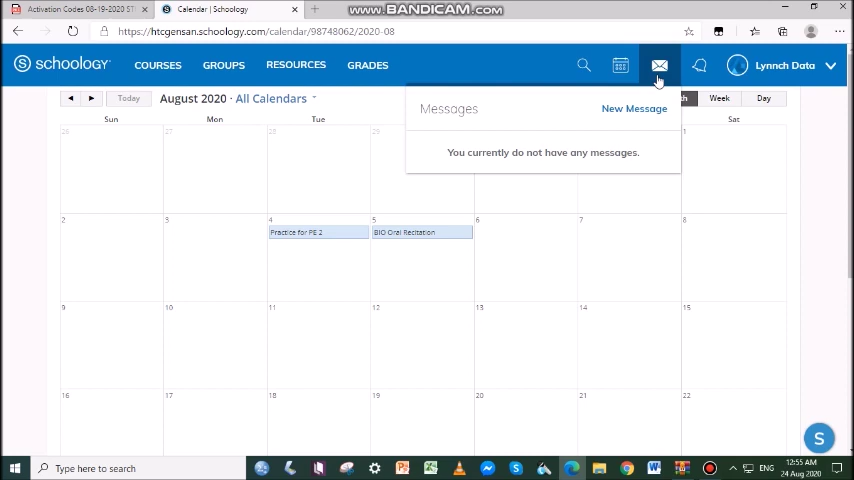 Activation Codes 08-19-2020 ST
Calendar | Schoology
www.BANDICAM.com
https://htcgensan.schoology.com/calendar/98748062/2020-08
S schoology
COURSES
GROUPS
RESOURCES
GRADES
Lynnch Data
Today
August 2020 · All Calendars
Week
Day
Messages
New Message
You currently do not have any messages.
Sun
Mon
Tue
Sat
26
27
28
29
1
2
3
4
5
6
7
8
Practice for PE 2
BIO Oral Recitation
9
10
11
12
13
14
15
16
17
18
19
20
21
22
S
Type here to search
ENG
12:55 AM
24 Aug 2020